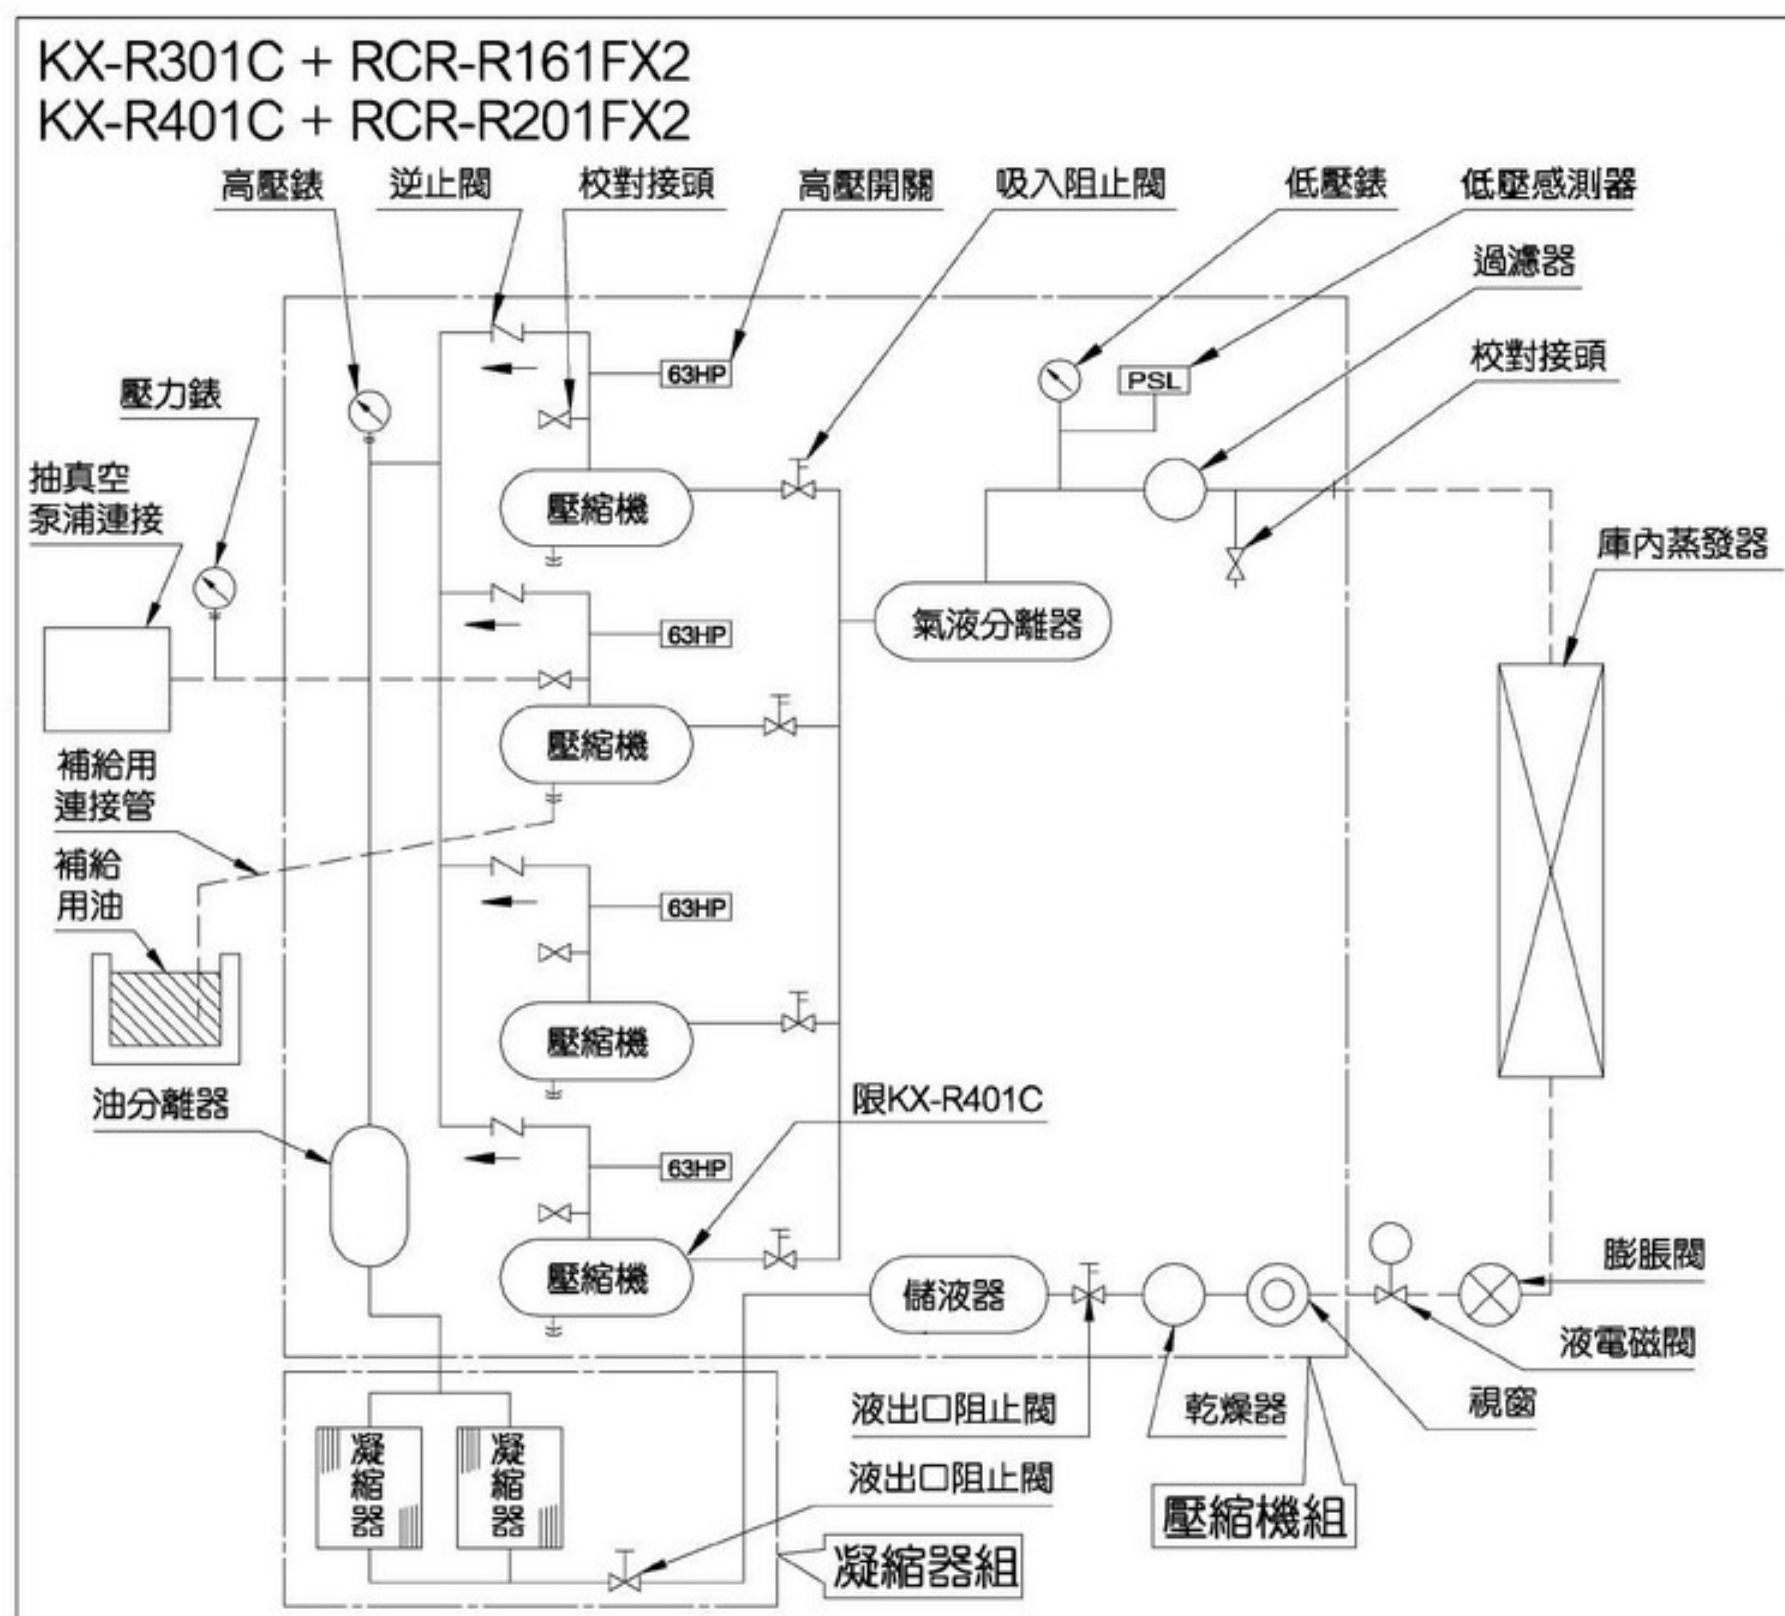 KX-R301C + RCR-R161FX2
KX-R401C + RCR-R201FX2
高壓錶
逆止閥
校對接頭
高壓開關
吸入阻止閥
低壓錶
低壓感測器
過濾器
校對接頭
63HP
PSL
壓力錶
抽真空
泵浦連接
壓縮機
庫內蒸發器
氣液分離器
63HP
壓縮機
補給用
連接管
補給
用油
63HP
壓縮機
油分離器
限KX-R401C
63HP
壓縮機
儲液器
膨脹閥
液電磁閥
視窗
乾燥器
液出口阻止閥
液出口阻止閥
壓縮機組
凝縮器
凝縮器
凝縮器組